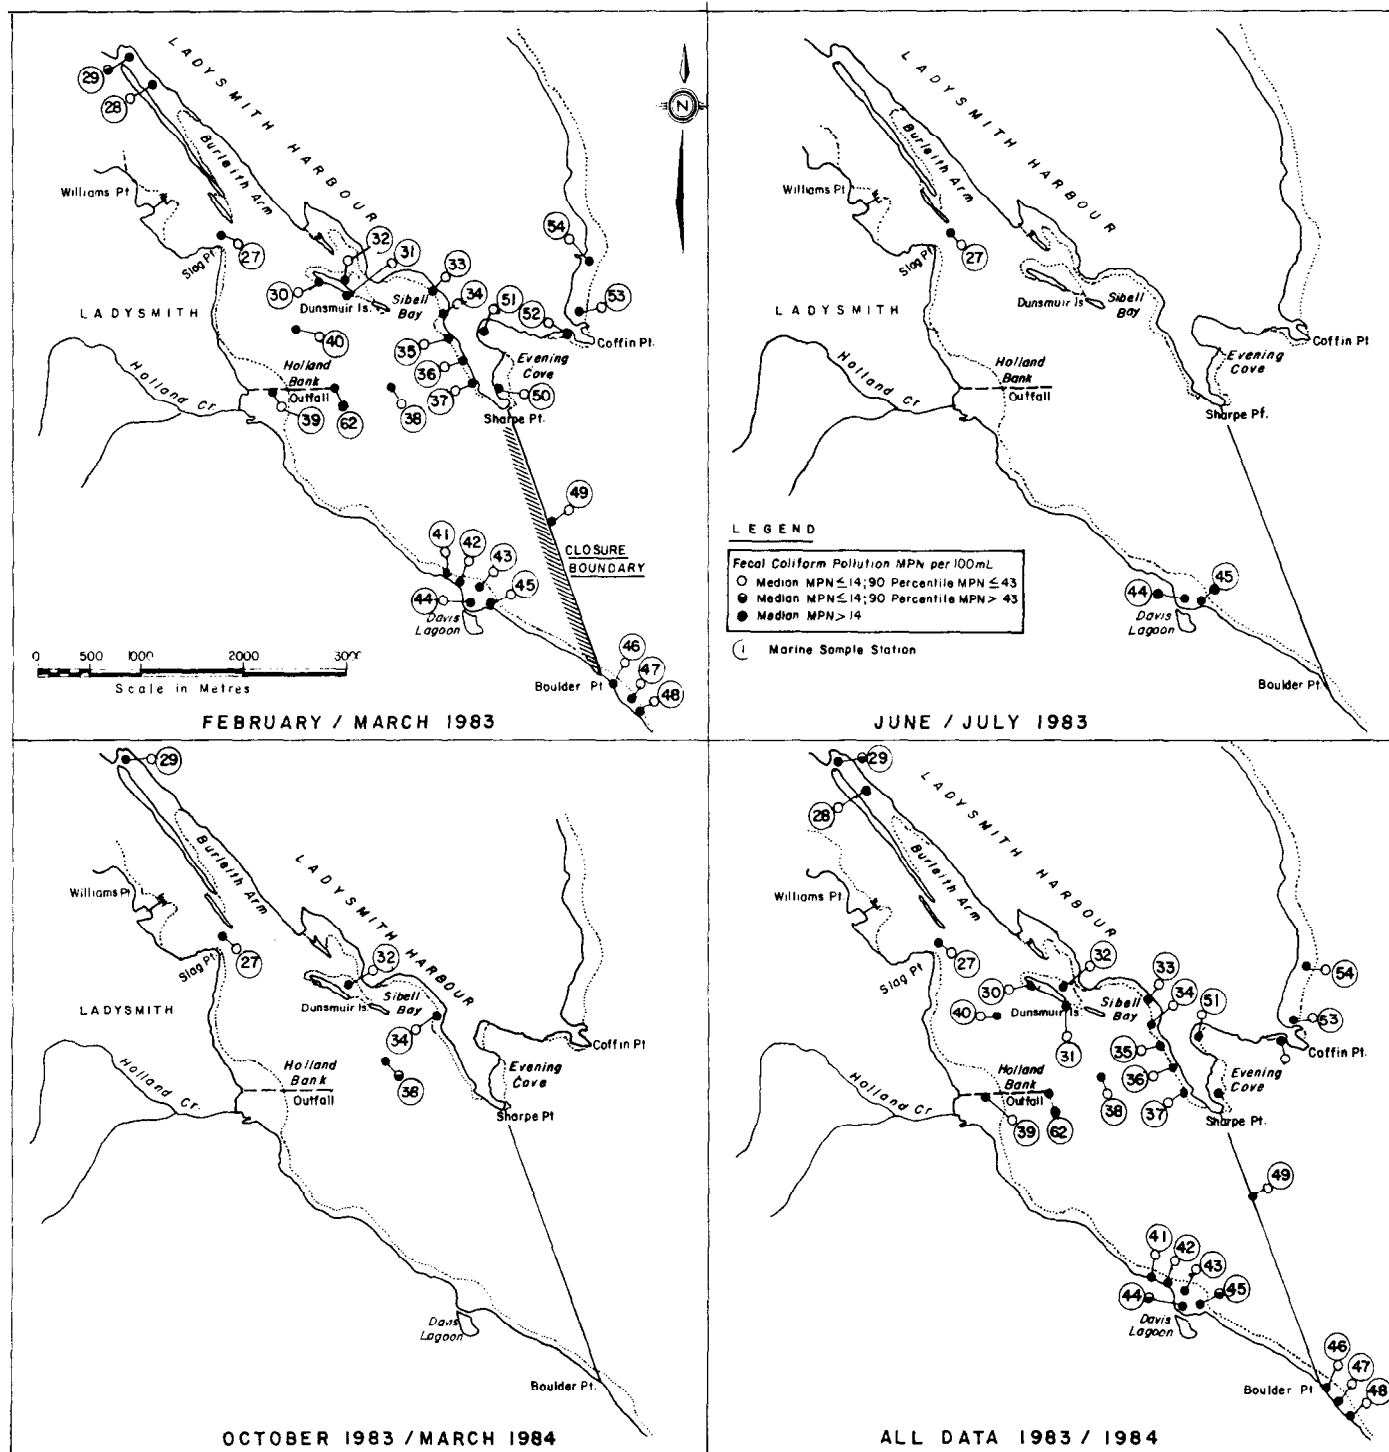 LADYSMITH HARBOUR
29
28
N
Burleith Arm
Williams Pt.
54
32
31
27
33
Slag Pt.
30
34
51
53
52
Dunsmuir Is.
Sibell
Bay
LADYSMITH
40
35
Coffin Pt.
36
Evening
Cove
Holland
Bank
Outfall
37
50
Holland Cr.
39
62
38
Sharpe Pt.
49
41
42
43
CLOSURE
BOUNDARY
45
44
Davis
Lagoon
46
47
48
Boulder Pt
0 500 1000 2000 3000
Scale in Metres
FEBRUARY / MARCH 1983
LADYSMITH HARBOUR
Burleith Arm
Williams Pt.
27
Slag Pt.
Dunsmuir Is.
Sibell
Bay
LADYSMITH
Coffin Pt.
Evening
Cove
Holland
Bank
Outfall
Holland Cr.
Sharpe Pt.
LEGEND
Fecal Coliform Pollution MPN per 100mL
Median MPN ≤ 14; 90 Percentile MPN ≤ 43
Median MPN ≤ 14; 90 Percentile MPN > 43
Median MPN > 14
Marine Sample Station
44
45
Davis
Lagoon
Boulder Pt.
JUNE / JULY 1983
29
LADYSMITH HARBOUR
Burleith Arm
Williams Pt.
27
32
Slag Pt.
Sibell
Bay
Dunsmuir Is.
LADYSMITH
34
Coffin Pt.
Holland
Bank
Outfall
38
Evening
Cove
Holland Cr.
Sharpe Pt.
Davis
Lagoon
Boulder Pt.
OCTOBER 1983 / MARCH 1984
29
28
LADYSMITH HARBOUR
Burleith Arm
Williams Pt.
27
32
33
54
Slag Pt
30
34
51
40
Dunsmuir Is.
Sibell
Bay
53
LADYSMITH
31
35
Coffin Pt.
Holland
Bank
Outfall
36
Evening
Cove
Holland Cr.
39
62
38
37
Sharpe Pt.
49
41
42
43
44
45
Davis
Lagoon
46
47
48
Boulder Pt
ALL DATA 1983 / 1984